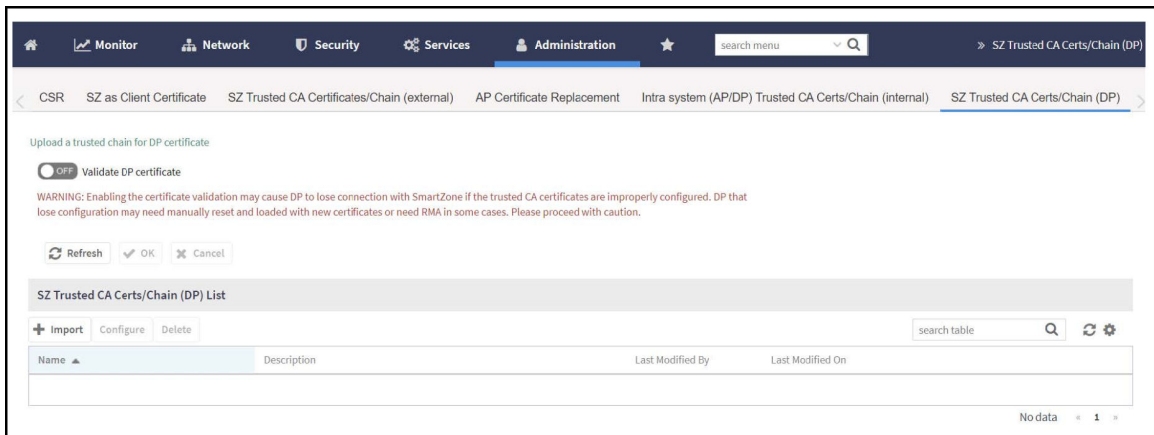 Monitor Network Security Services Administration search menu » SZ Trusted CA Certs/Chain (DP)
CSR SZ as Client Certificate SZ Trusted CA Certificates/Chain (external) AP Certificate Replacement Intra system (AP/DP) Trusted CA Certs/Chain (internal) SZ Trusted CA Certs/Chain (DP)
Upload a trusted chain for DP certificate
OFF Validate DP certificate
WARNING: Enabling the certificate validation may cause DP to lose connection with SmartZone if the trusted CA certificates are improperly configured. DP that
lose configuration may need manually reset and loaded with new certificates or need RMA in some cases. Please proceed with caution.
Refresh OK Cancel
SZ Trusted CA Certs/Chain (DP) List
Import Configure Delete search table
Name Description Last Modified By Last Modified On
No data « 1 »